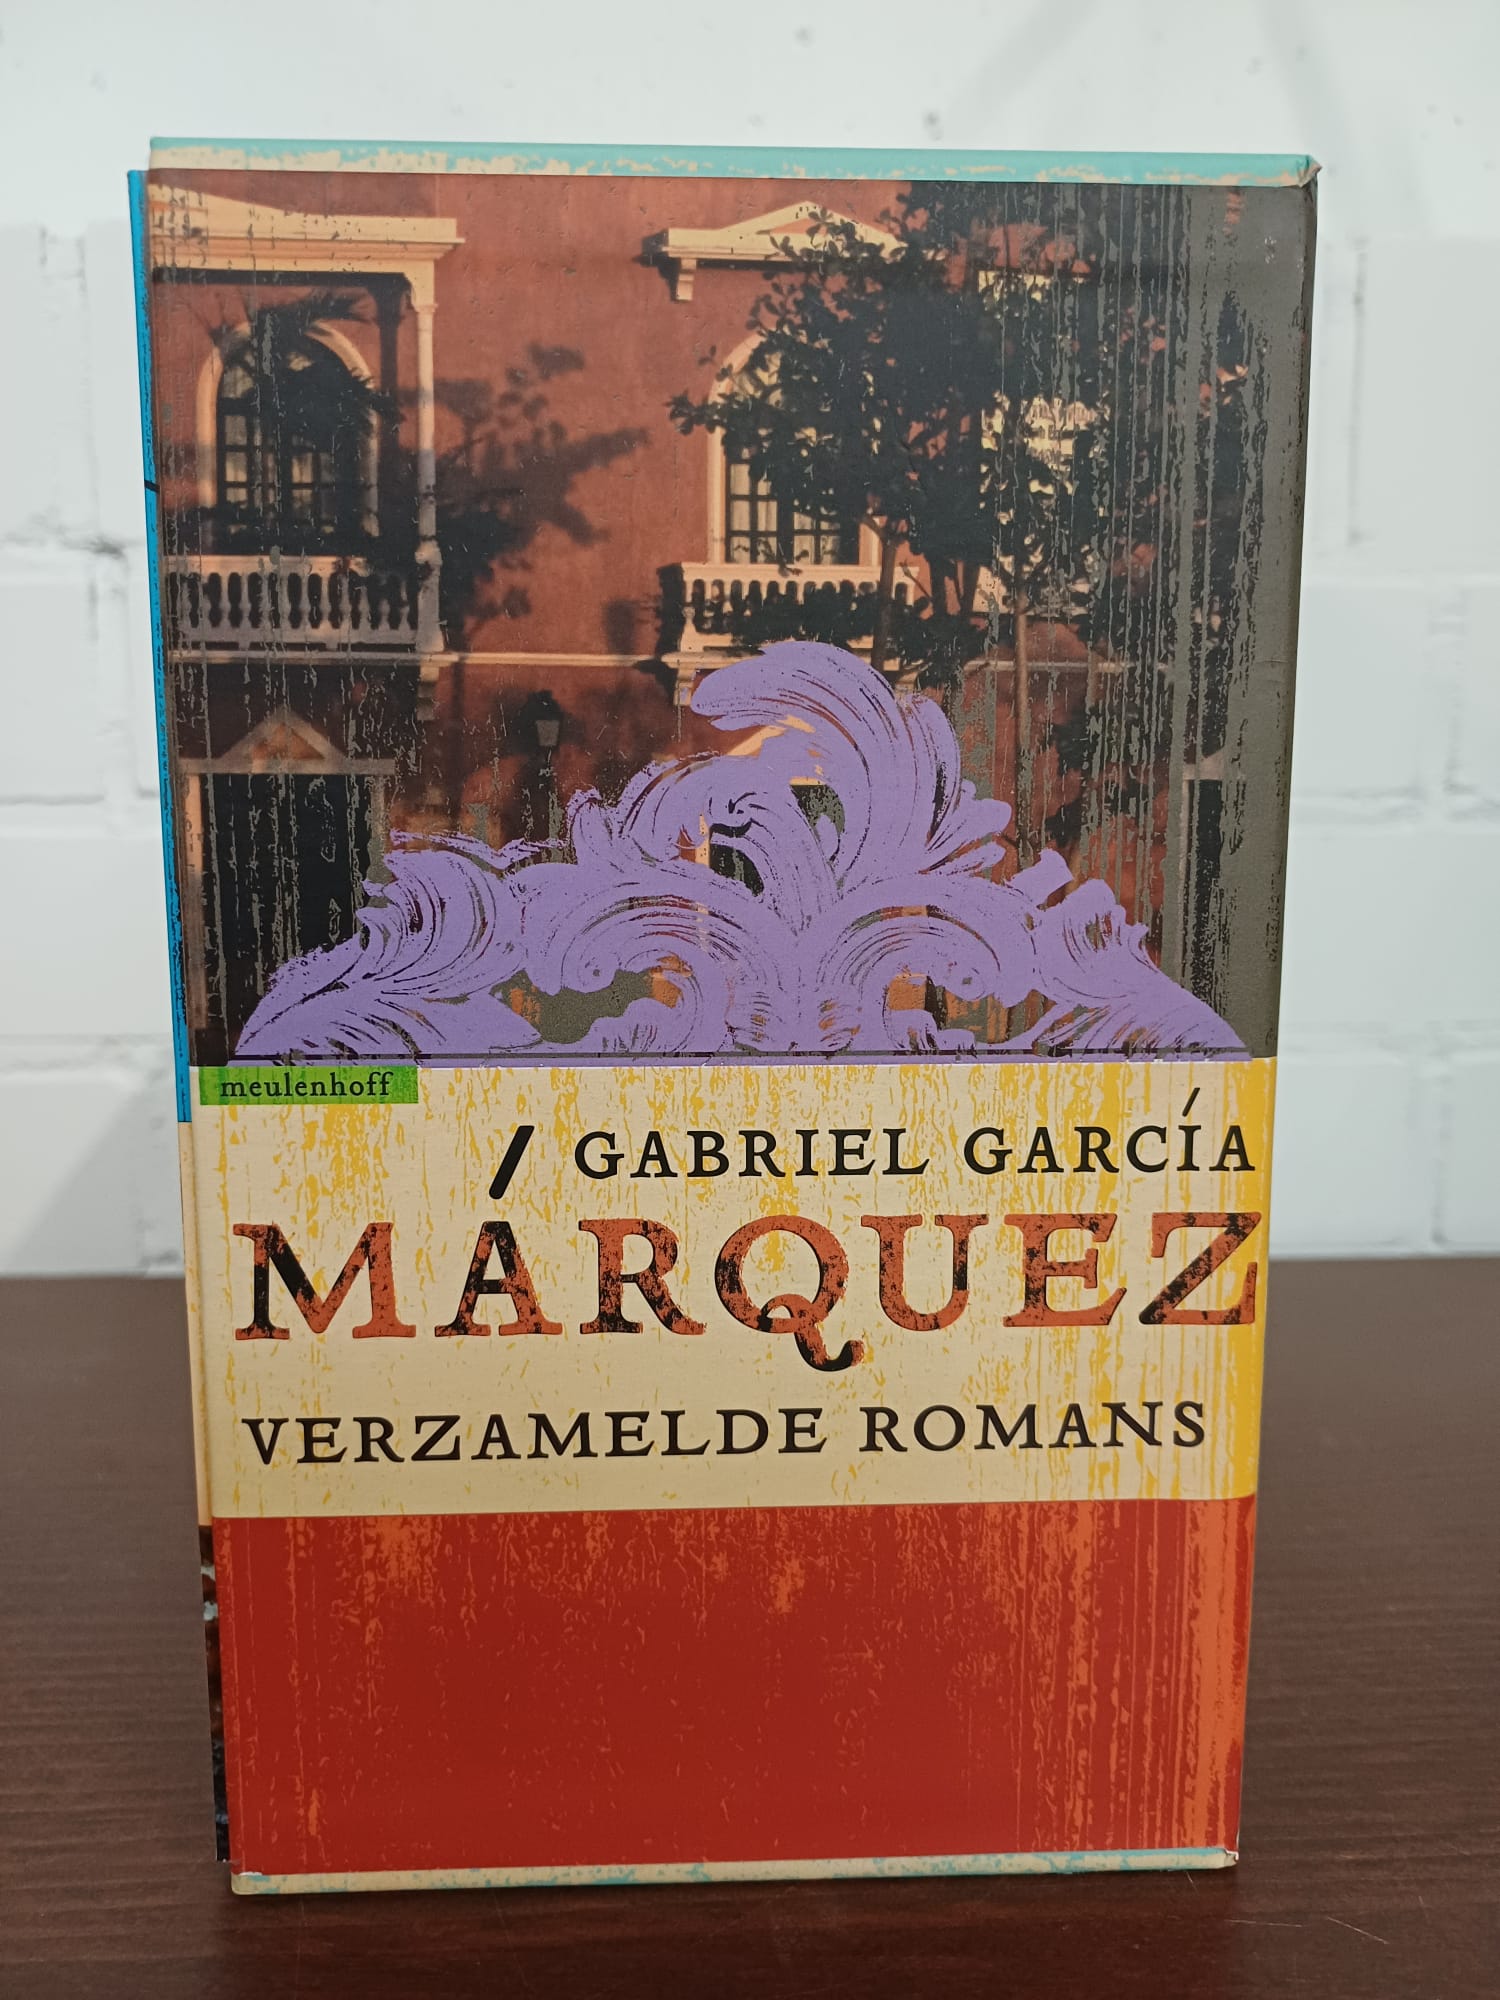 meulenhoff
GABRIEL GARCÍA
MÁRQUEZ
VERZAMELDE ROMANS